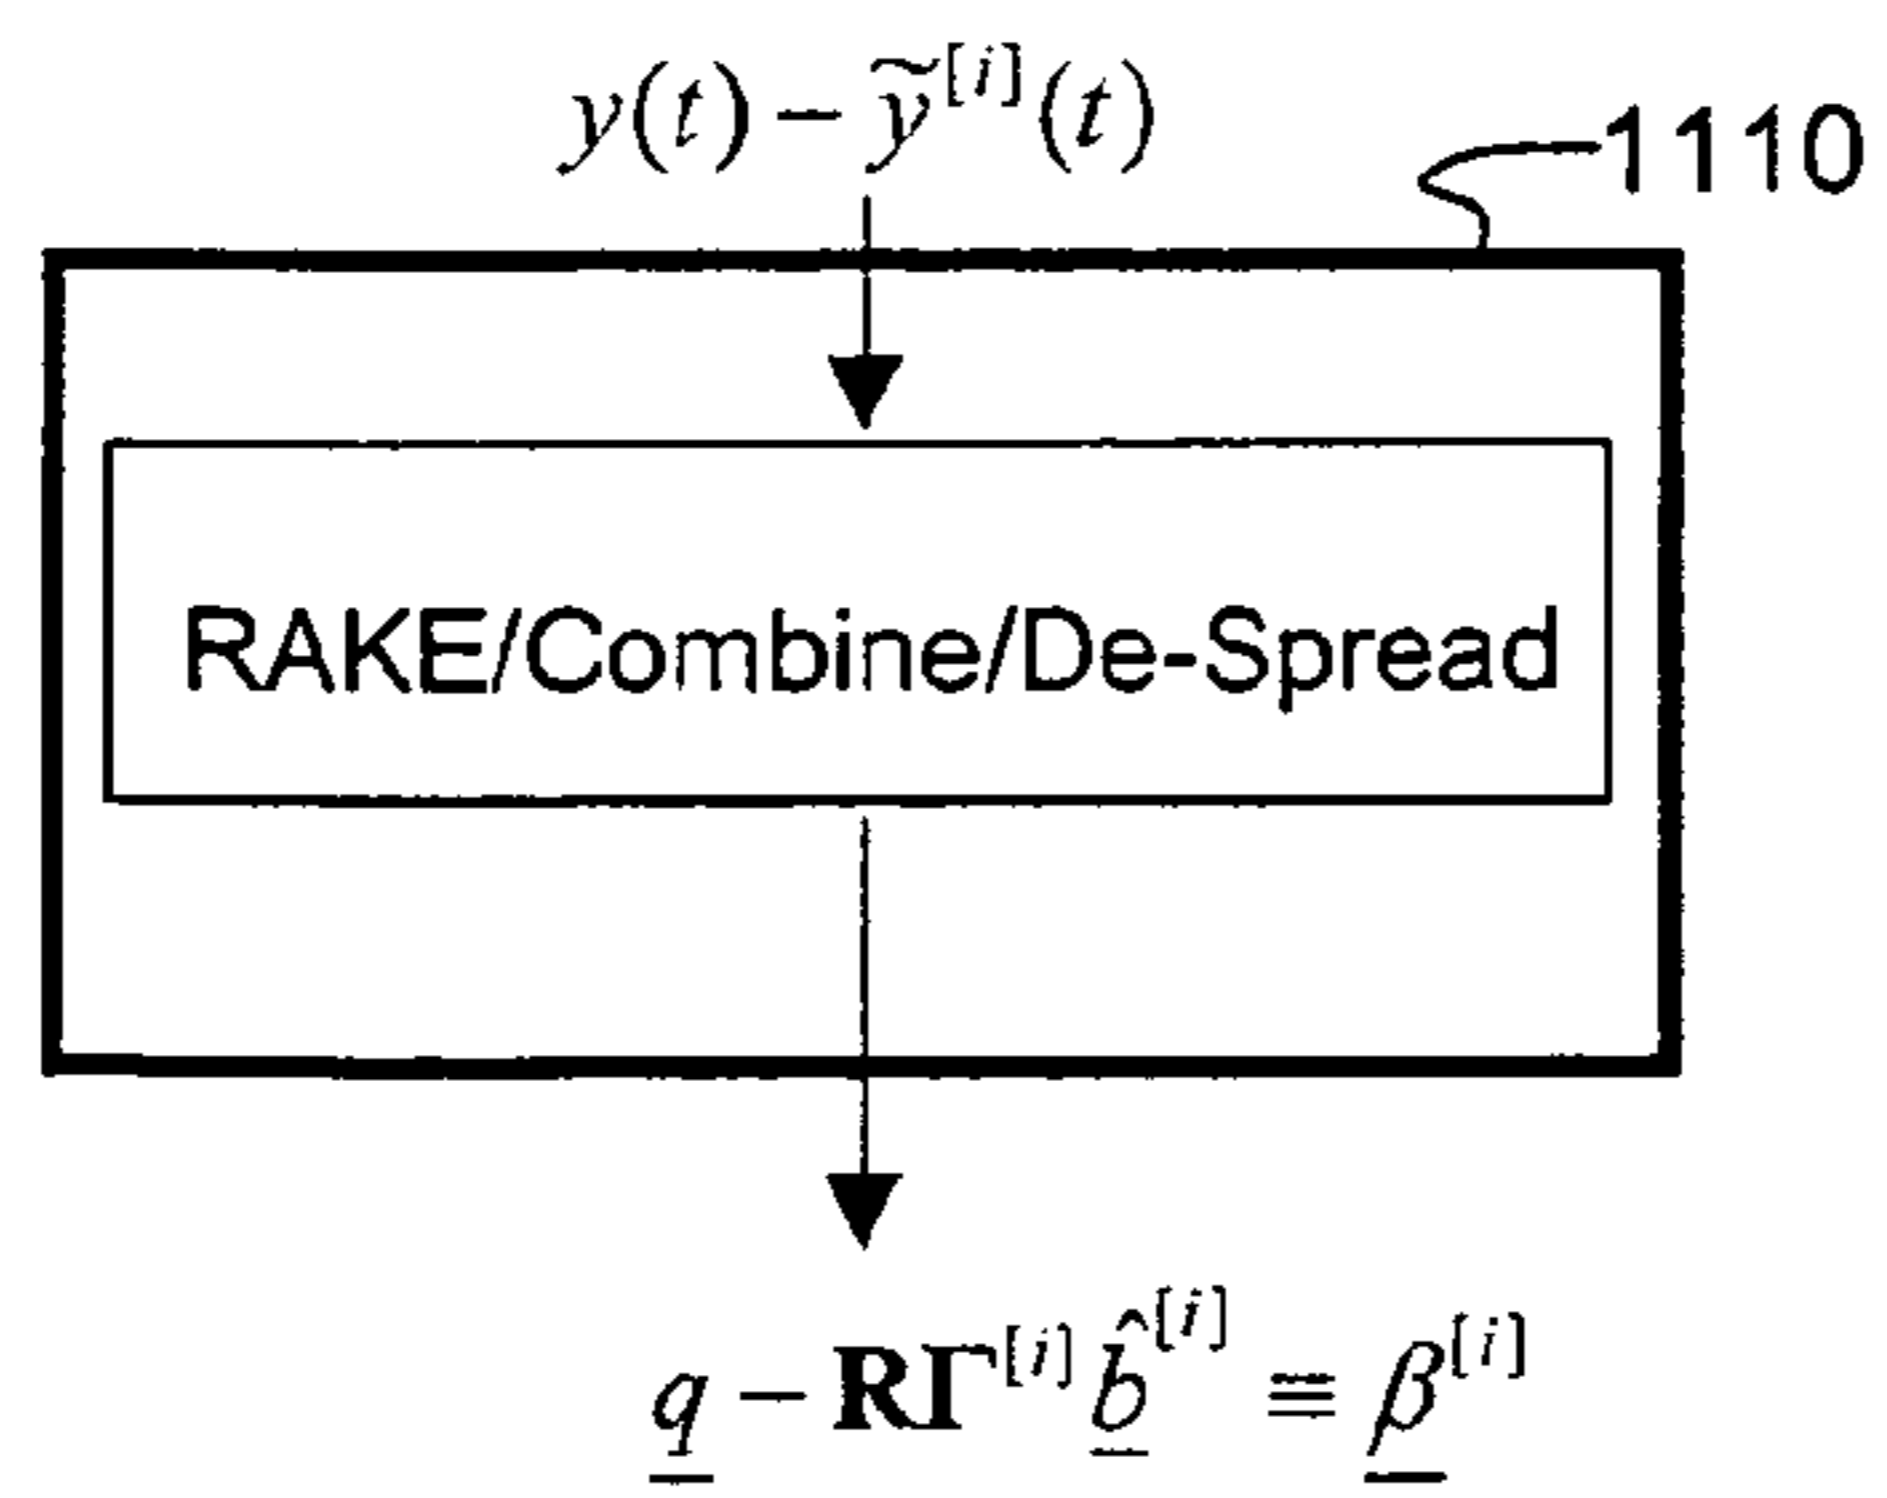 y(t) − ỹ^[i](t)
1110
RAKE/Combine/De-Spread
q̲ − RΓ^[i] b̲̂^[i] ≡ β̲^[i]